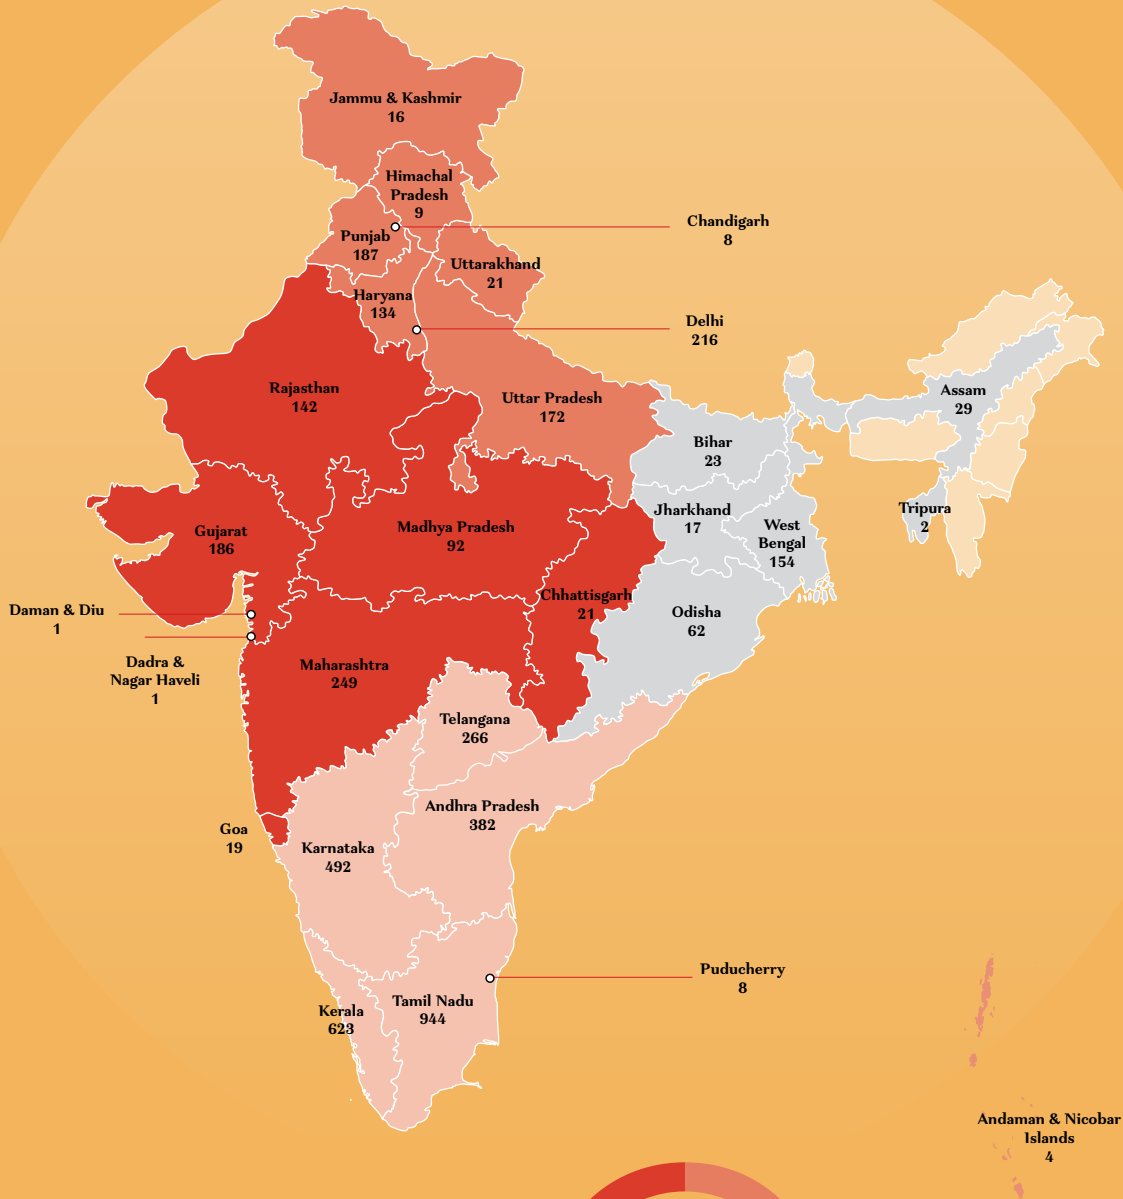 Jammu & Kashmir
16
Himachal
Pradesh
9
Chandigarh
8
Punjab
187
Uttarakhand
21
Haryana
134
Delhi
216
Rajasthan
142
Uttar Pradesh
172
Assam
29
Bihar
23
Jharkhand
17
West
Bengal
154
Tripura
2
Gujarat
186
Madhya Pradesh
92
Chhattisgarh
21
Odisha
62
Daman & Diu
1
Dadra &
Nagar Haveli
1
Maharashtra
249
Telangana
266
Andhra Pradesh
382
Goa
19
Karnataka
492
Puducherry
8
Tamil Nadu
944
Kerala
623
Andaman & Nicobar
Islands
4